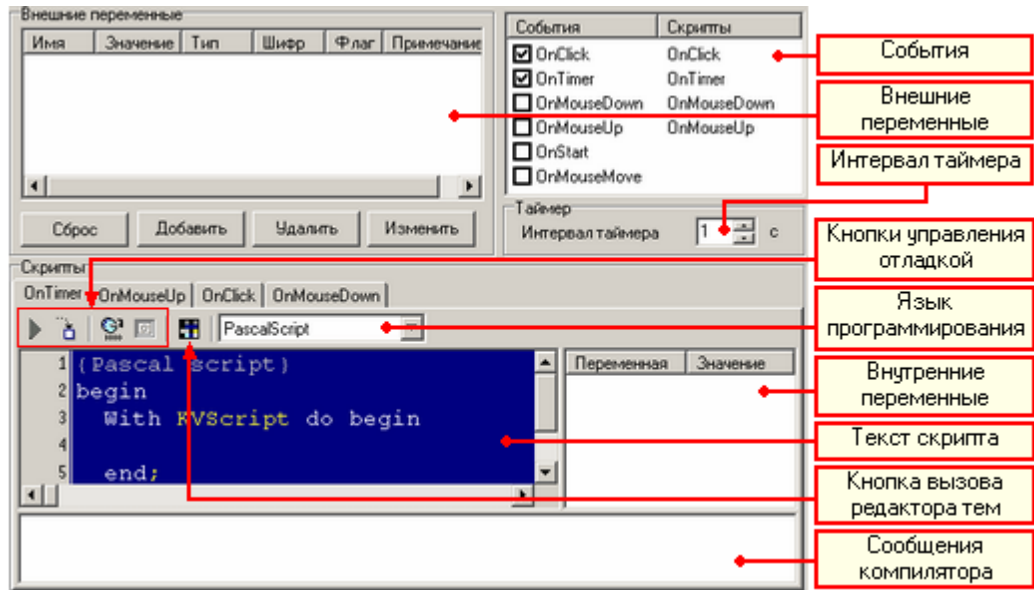 Внешние переменные
Имя Значение Тип Шифр Флаг Примечание
Сброс Добавить Удалить Изменить
События Скрипты
OnClick OnClick
OnTimer OnTimer
OnMouseDown OnMouseDown
OnMouseUp OnMouseUp
OnStart
OnMouseMove
Таймер
Интервал таймера 1 с
Скрипты
OnTimer OnMouseUp OnClick OnMouseDown
PascalScript
1 {Pascal script}
2 begin
3 With KVScript do begin
4
5 end;
Переменная Значение
События
Внешние
переменные
Интервал таймера
Кнопки управления
отладкой
Язык
программирования
Внутренние
переменные
Текст скрипта
Кнопка вызова
редактора тем
Сообщения
компилятора